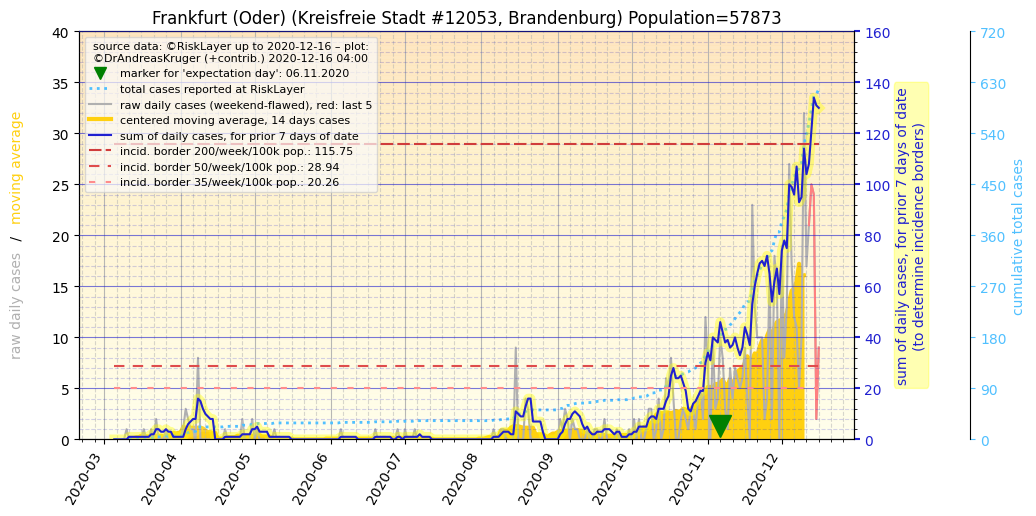 Frankfurt (Oder) (Kreisfreie Stadt #12053, Brandenburg) Population=57873
source data: ©RiskLayer up to 2020-12-16 – plot:
©DrAndreasKruger (+contrib.) 2020-12-16 04:00
marker for 'expectation day': 06.11.2020
total cases reported at RiskLayer
raw daily cases (weekend-flawed), red: last 5
centered moving average, 14 days cases
sum of daily cases, for prior 7 days of date
incid. border 200/week/100k pop.: 115.75
incid. border 50/week/100k pop.: 28.94
incid. border 35/week/100k pop.: 20.26
raw daily cases / moving average
40
35
30
25
20
15
10
5
0
160
140
120
100
80
60
40
20
0
sum of daily cases, for prior 7 days of date
(to determine incidence borders)
720
630
540
450
360
270
180
90
0
cumulative total cases
2020-03
2020-04
2020-05
2020-06
2020-07
2020-08
2020-09
2020-10
2020-11
2020-12